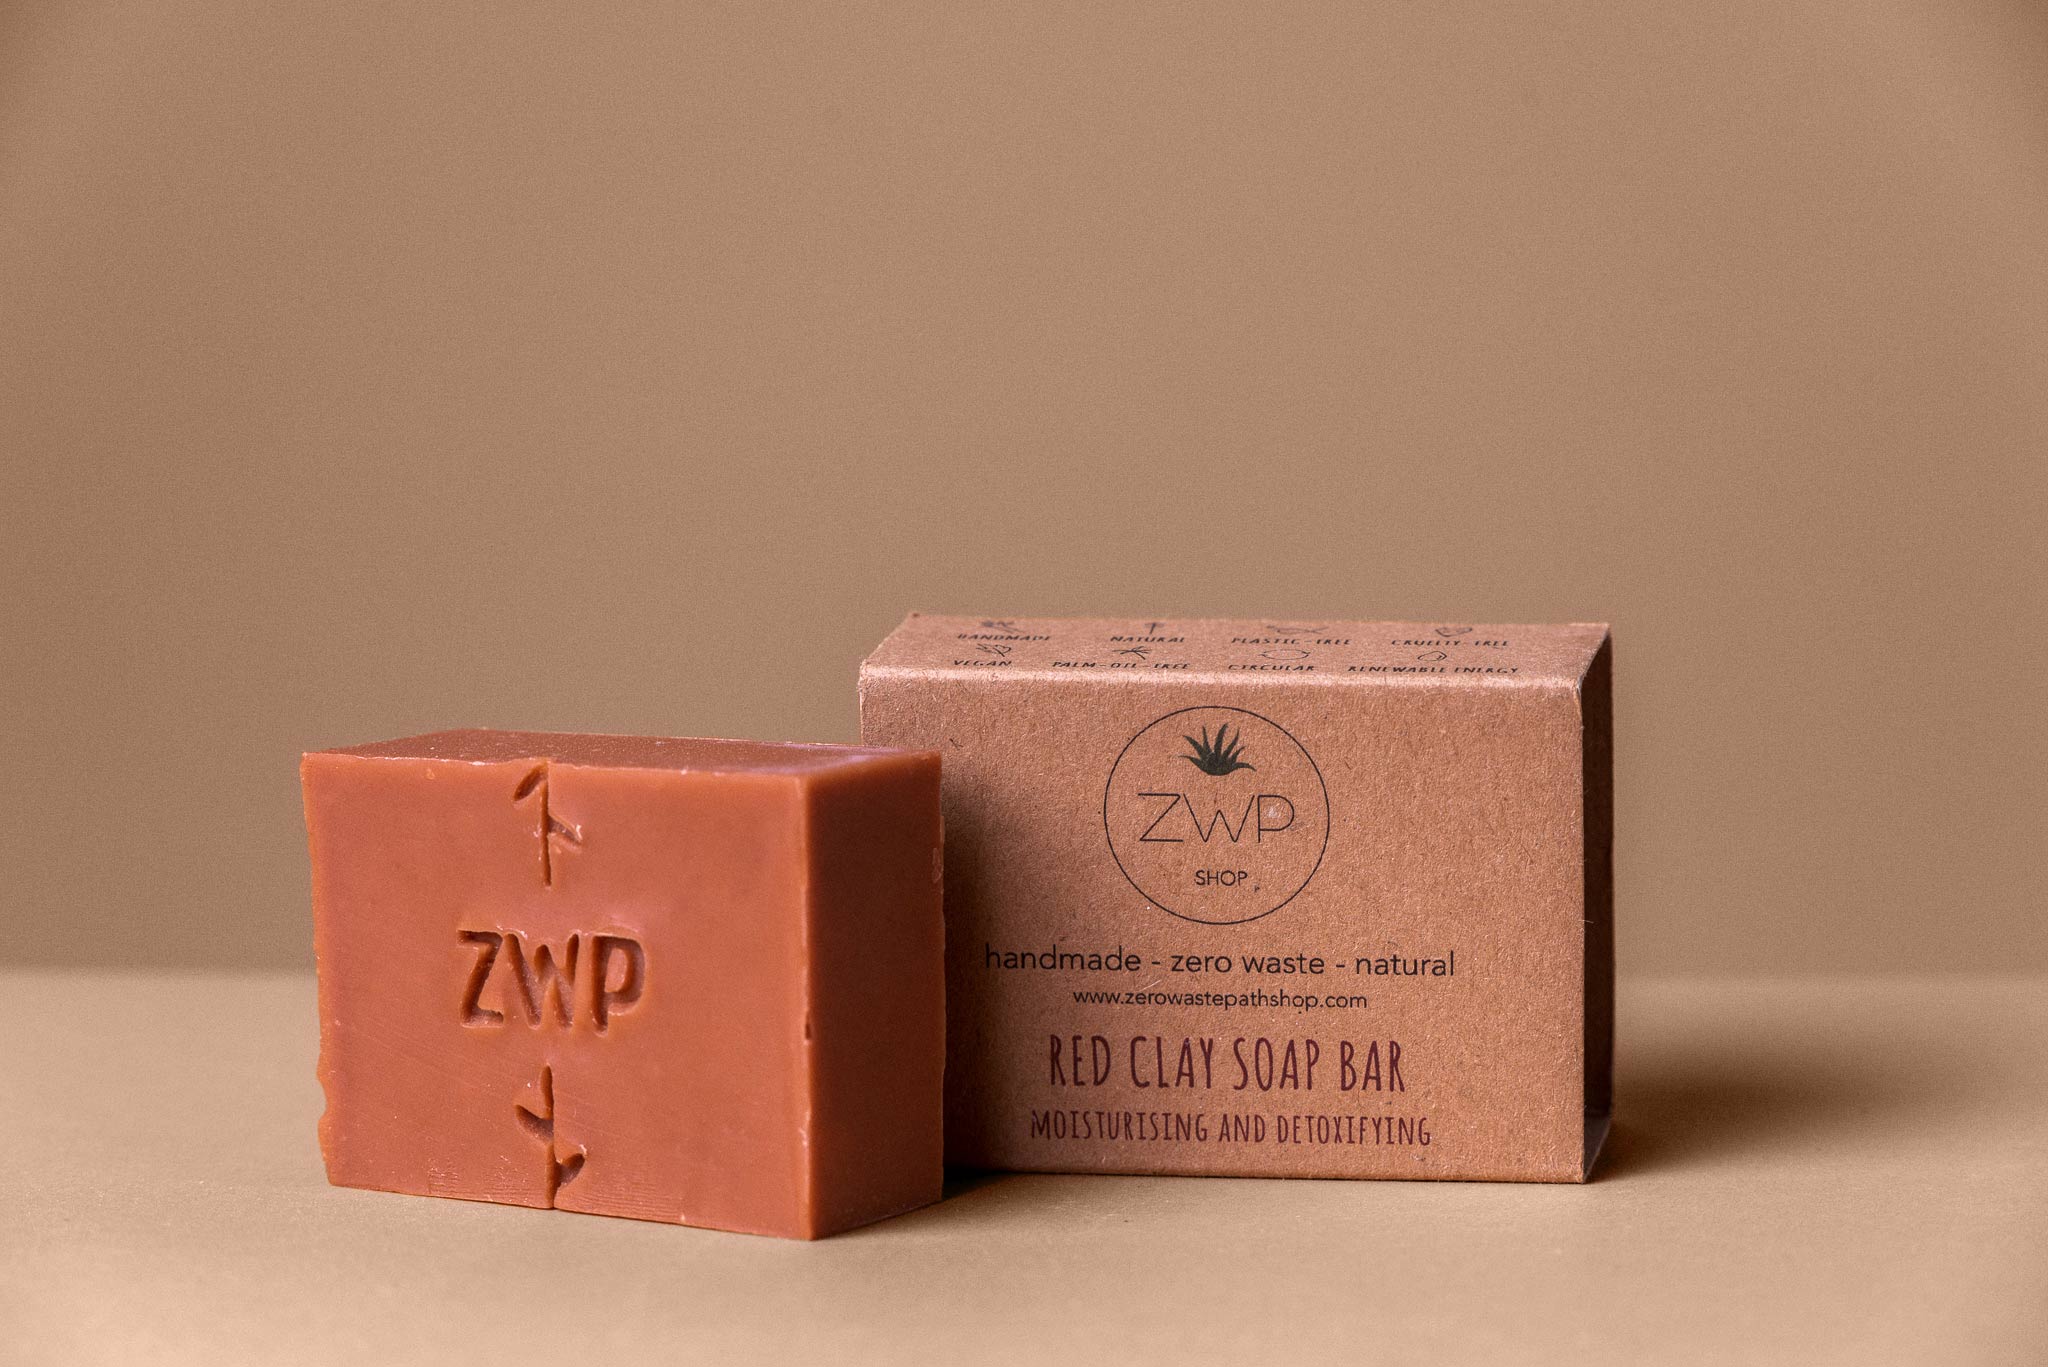 ZWP
HANDMADE NATURAL PLASTIC-FREE CRUELTY-FREE
VEGAN PALM-OIL-FREE CIRCULAR RENEWABLE ENERGY
ZWP
SHOP
handmade - zero waste - natural
www.zerowastepathshop.com
RED CLAY SOAP BAR
MOISTURISING AND DETOXIFYING